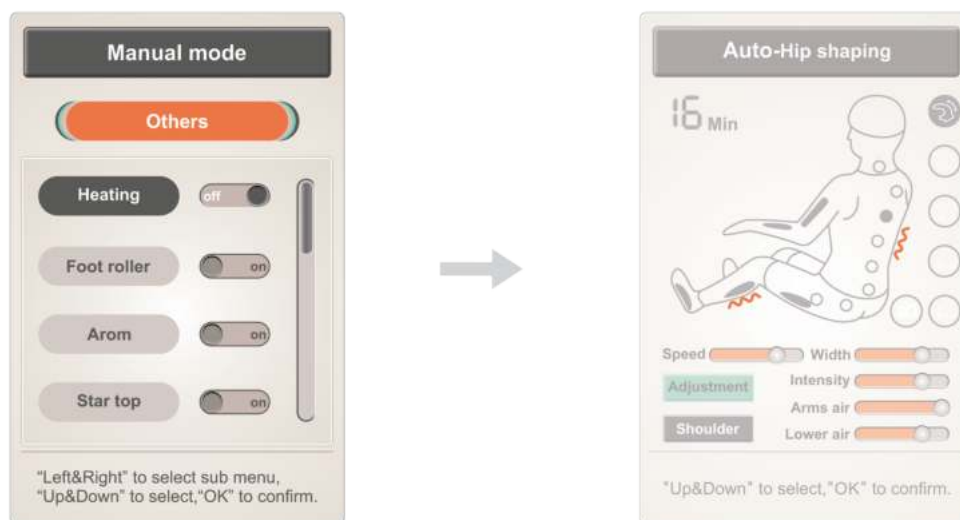 Manual mode
Others
Heating
off
Foot roller
on
Arom
on
Star top
on
"Left&Right" to select sub menu,
"Up&Down" to select,"OK" to confirm.
Auto-Hip shaping
16 Min
Speed
Width
Adjustment
Intensity
Arms air
Shoulder
Lower air
"Up&Down" to select,"OK" to confirm.